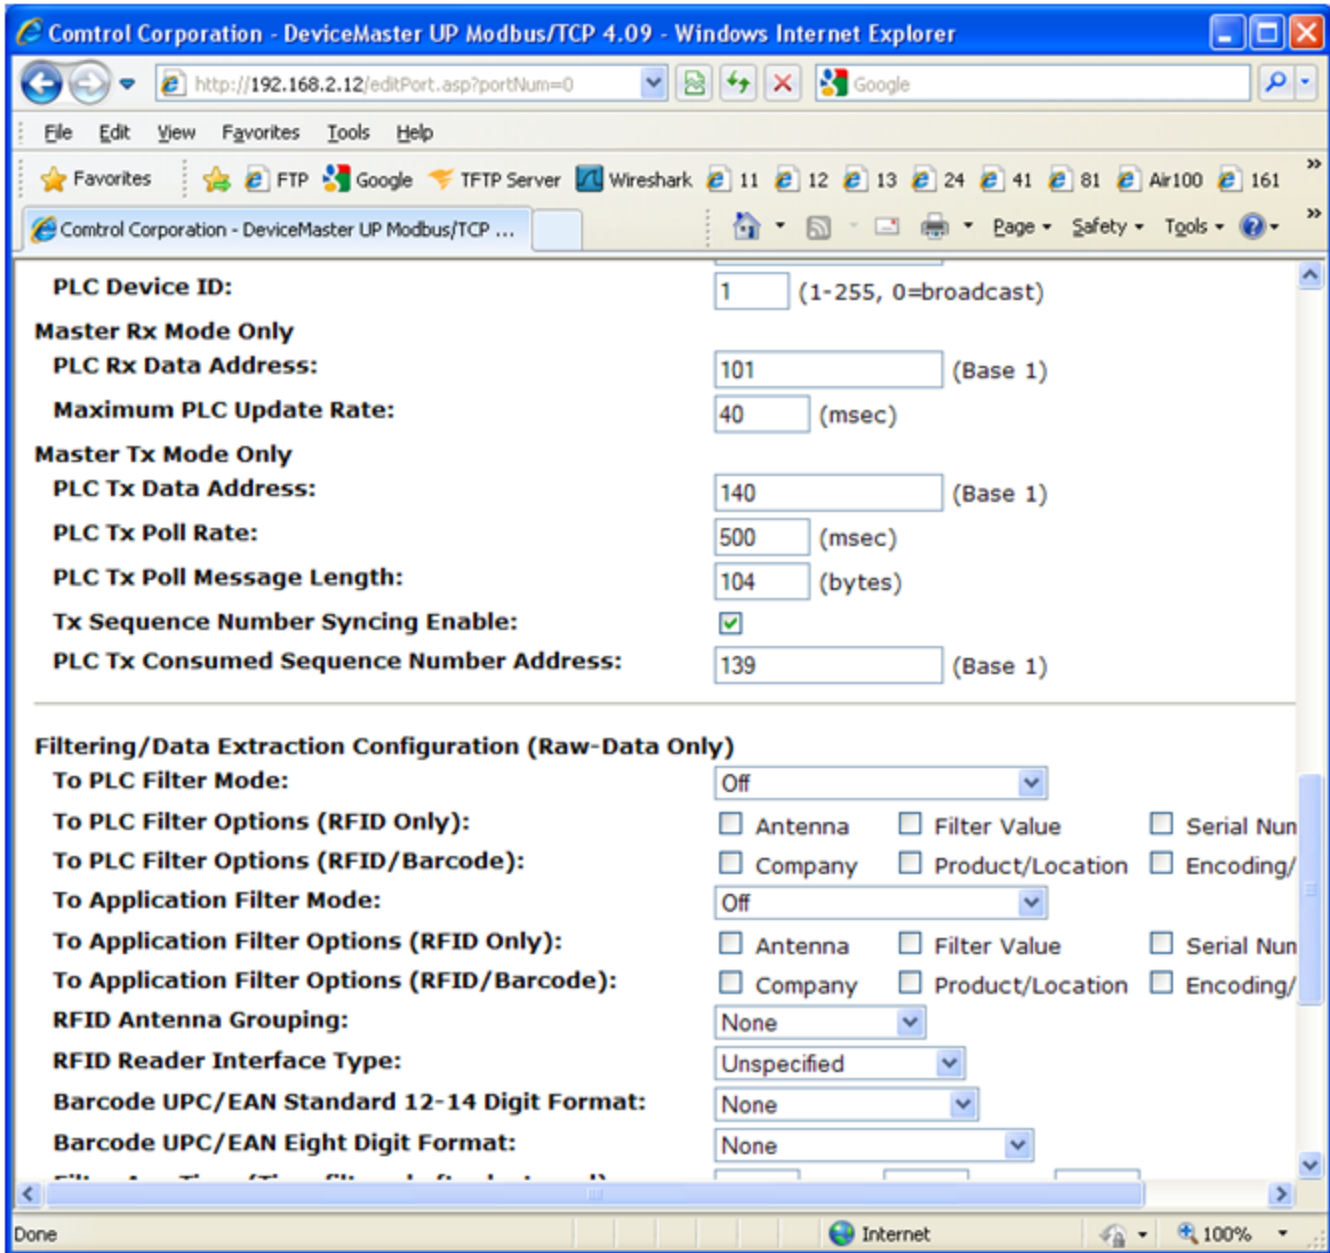 Comtrol Corporation - DeviceMaster UP Modbus/TCP 4.09 - Windows Internet Explorer
http://192.168.2.12/editPort.asp?portNum=0 Google
File Edit View Favorites Tools Help
Favorites FTP Google TFTP Server Wireshark 11 12 13 24 41 81 Air100 161 »
Comtrol Corporation - DeviceMaster UP Modbus/TCP ... Page Safety Tools »
PLC Device ID: 1 (1-255, 0=broadcast)
Master Rx Mode Only
PLC Rx Data Address: 101 (Base 1)
Maximum PLC Update Rate: 40 (msec)
Master Tx Mode Only
PLC Tx Data Address: 140 (Base 1)
PLC Tx Poll Rate: 500 (msec)
PLC Tx Poll Message Length: 104 (bytes)
Tx Sequence Number Syncing Enable:
PLC Tx Consumed Sequence Number Address: 139 (Base 1)
Filtering/Data Extraction Configuration (Raw-Data Only)
To PLC Filter Mode: Off
To PLC Filter Options (RFID Only): Antenna Filter Value Serial Num
To PLC Filter Options (RFID/Barcode): Company Product/Location Encoding/
To Application Filter Mode: Off
To Application Filter Options (RFID Only): Antenna Filter Value Serial Num
To Application Filter Options (RFID/Barcode): Company Product/Location Encoding/
RFID Antenna Grouping: None
RFID Reader Interface Type: Unspecified
Barcode UPC/EAN Standard 12-14 Digit Format: None
Barcode UPC/EAN Eight Digit Format: None
Done Internet 100%